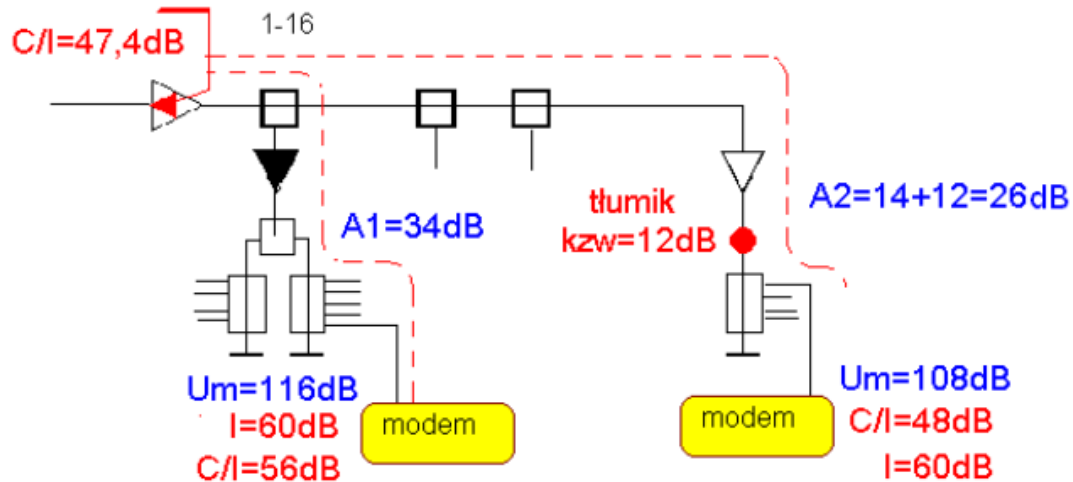 1-16
C/I=47,4dB
A1=34dB
tłumik
kzw=12dB
A2=14+12=26dB
Um=116dB
I=60dB
C/I=56dB
modem
modem
Um=108dB
C/I=48dB
I=60dB